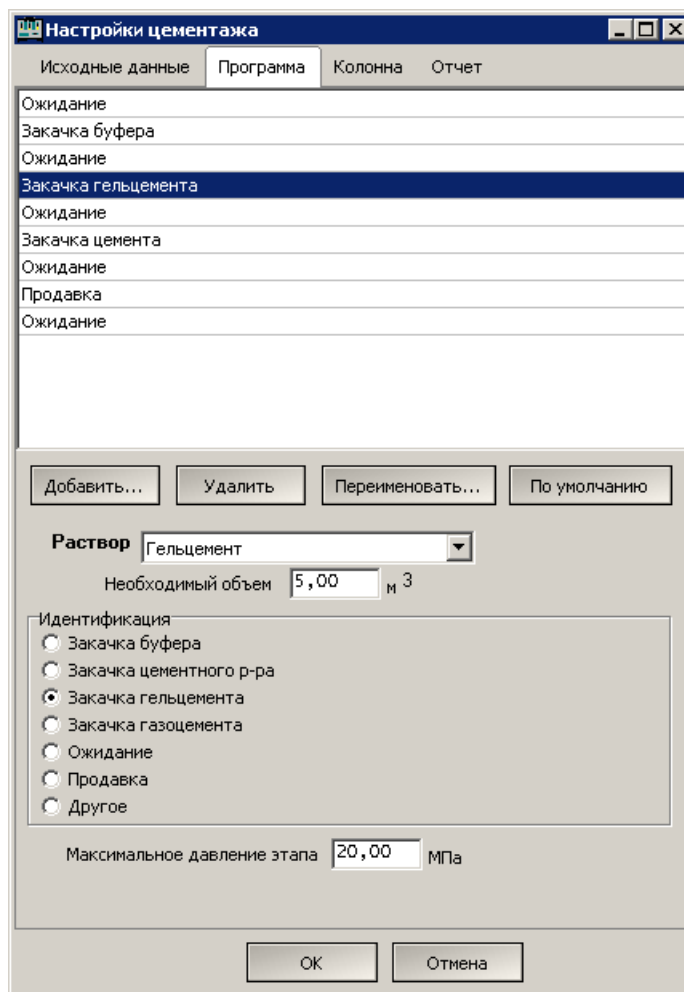 Настройки цементажа
Исходные данные Программа Колонна Отчет
Ожидание
Закачка буфера
Ожидание
Закачка гельцемента
Ожидание
Закачка цемента
Ожидание
Продавка
Ожидание
Добавить... Удалить Переименовать... По умолчанию
Раствор Гельцемент
Необходимый объем 5,00 м 3
Идентификация
Закачка буфера
Закачка цементного р-ра
Закачка гельцемента
Закачка газоцемента
Ожидание
Продавка
Другое
Максимальное давление этапа 20,00 МПа
ОК Отмена